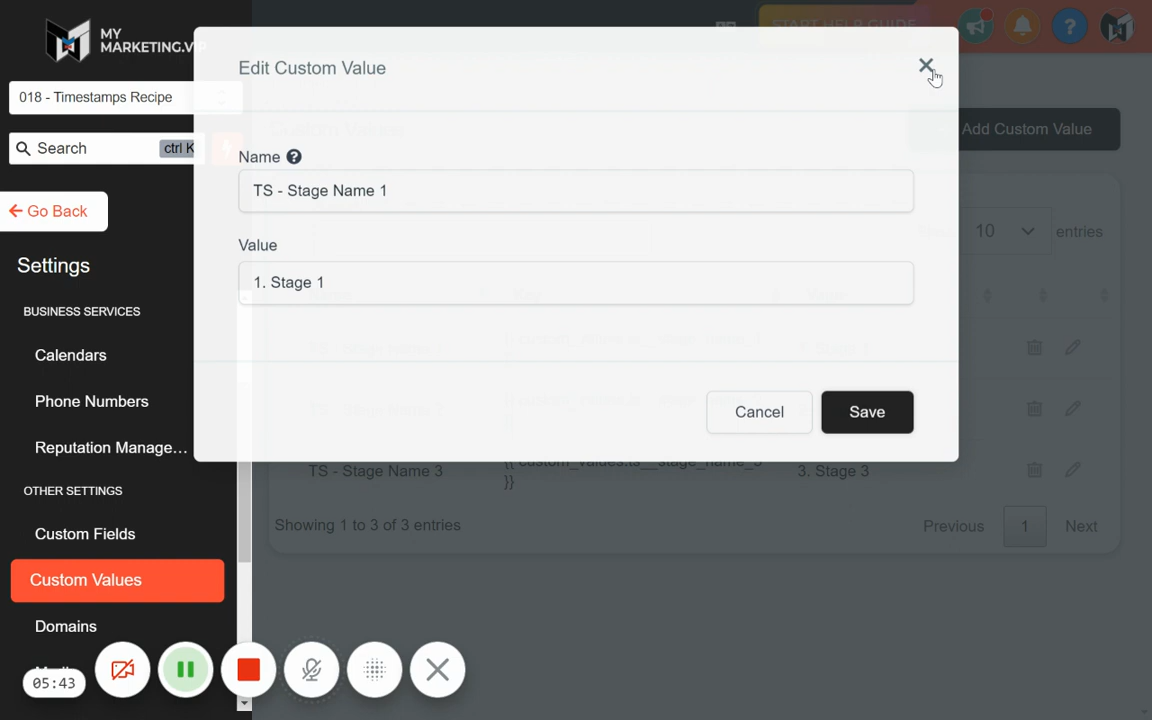 MY
MARKETING.VIP
START HELP GUIDE
018 - Timestamps Recipe
Search ctrl K
Go Back
Settings
BUSINESS SERVICES
Calendars
Phone Numbers
Reputation Manage...
OTHER SETTINGS
Custom Fields
Custom Values
Domains
05:43
Edit Custom Value
Name
TS - Stage Name 1
Value
1. Stage 1
Cancel Save
Add Custom Value
10 entries
TS - Stage Name 3 {{ custom_values.ts__stage_name_3 3. Stage 3
}}
Showing 1 to 3 of 3 entries
Previous 1 Next